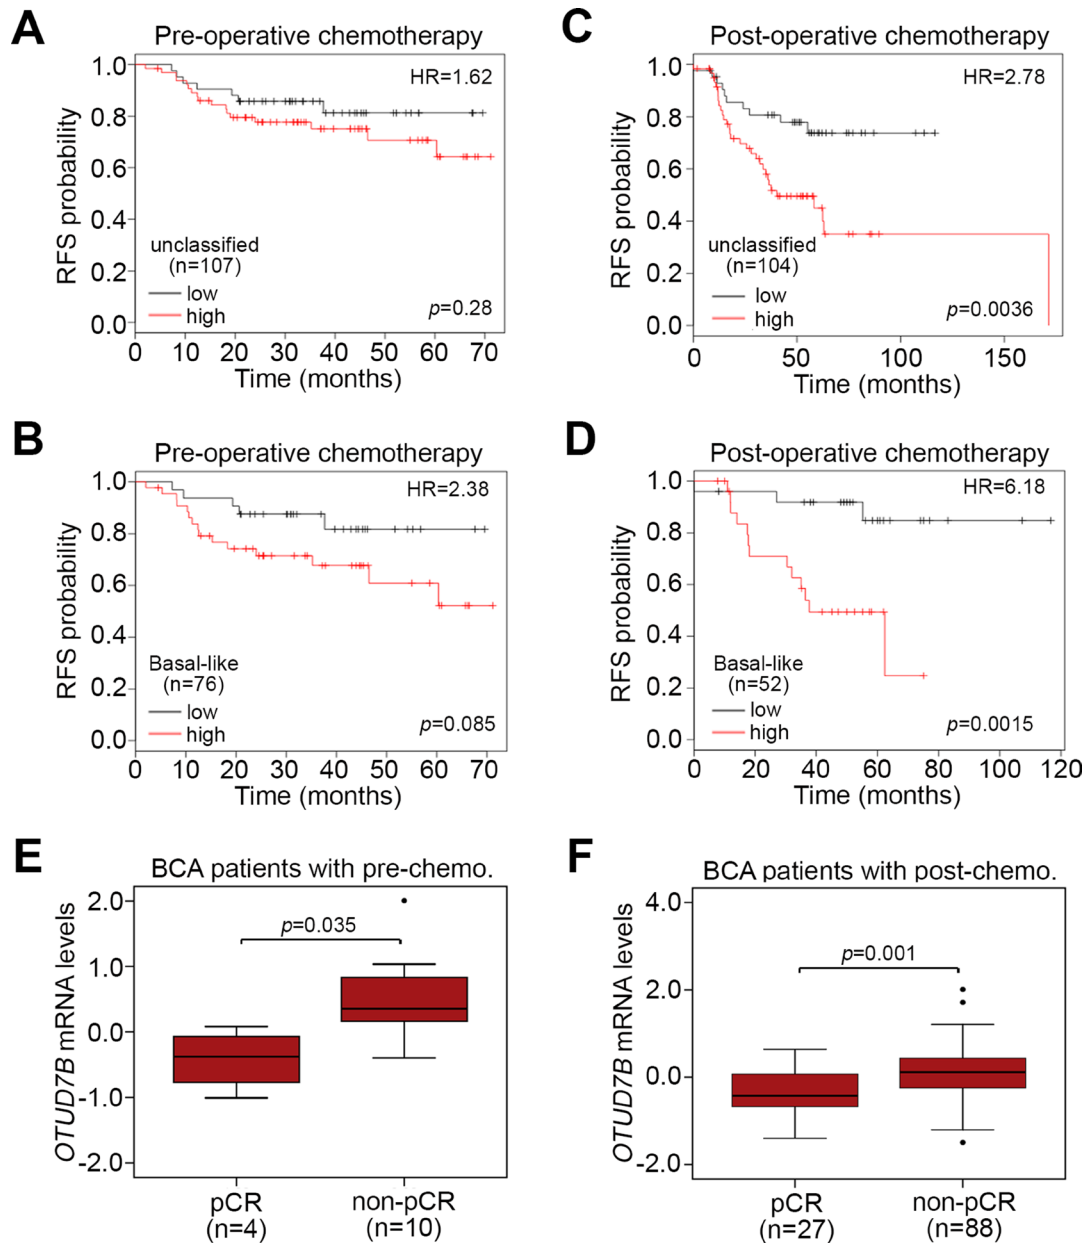 A
Pre-operative chemotherapy
HR=1.62
1.0
0.8
0.6
0.4
0.2
0.0
RFS probability
unclassified
(n=107)
low
high
p=0.28
0 10 20 30 40 50 60 70
Time (months)
C
Post-operative chemotherapy
HR=2.78
1.0
0.8
0.6
0.4
0.2
0.0
RFS probability
unclassified
(n=104)
low
high
p=0.0036
0 50 100 150
Time (months)
B
Pre-operative chemotherapy
HR=2.38
1.0
0.8
0.6
0.4
0.2
0.0
RFS probability
Basal-like
(n=76)
low
high
p=0.085
0 10 20 30 40 50 60 70
Time (months)
D
Post-operative chemotherapy
HR=6.18
1.0
0.8
0.6
0.4
0.2
0.0
RFS probability
Basal-like
(n=52)
low
high
p=0.0015
0 20 40 60 80 100 120
Time (months)
E
BCA patients with pre-chemo.
2.0
1.0
0.0
-1.0
-2.0
OTUD7B mRNA levels
p=0.035
pCR non-pCR
(n=4) (n=10)
F
BCA patients with post-chemo.
4.0
2.0
0.0
-2.0
OTUD7B mRNA levels
p=0.001
pCR non-pCR
(n=27) (n=88)